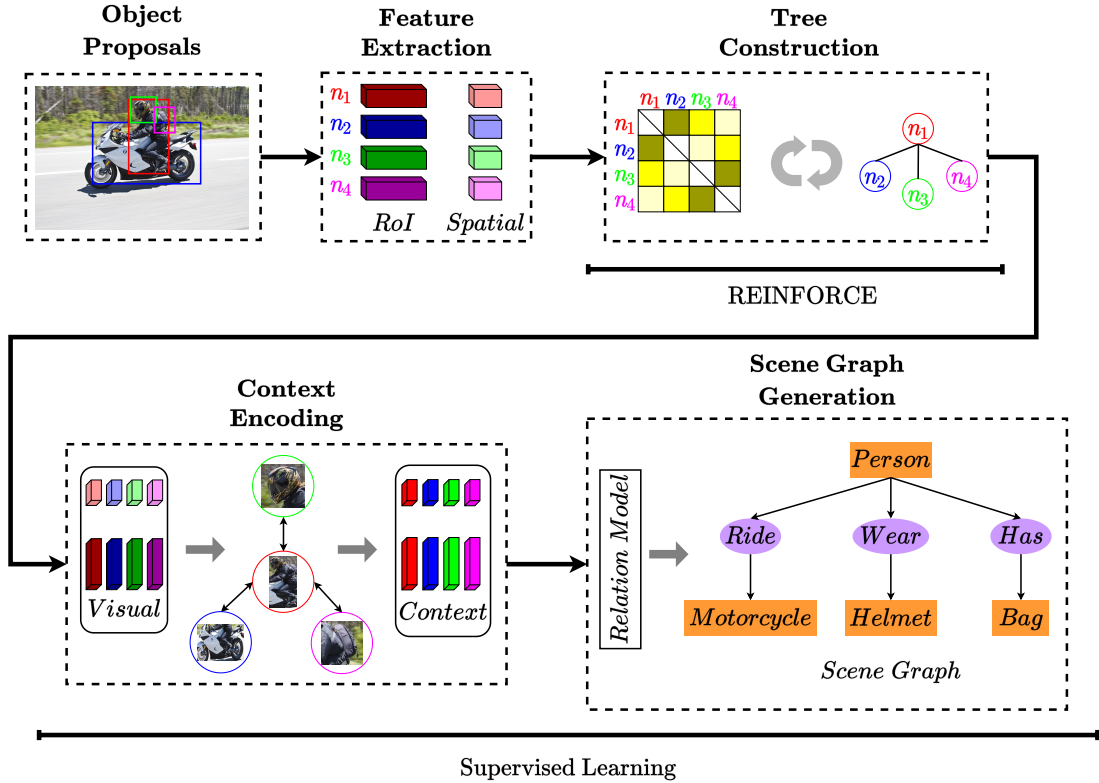 Object
Proposals
Feature
Extraction
Tree
Construction
n1
n2
n3
n4
RoI
Spatial
n1 n2 n3 n4
n1
n2
n3
n4
n1
n2
n3
n4
REINFORCE
Context
Encoding
Scene Graph
Generation
Visual
Context
Relation Model
Person
Ride
Wear
Has
Motorcycle
Helmet
Bag
Scene Graph
Supervised Learning